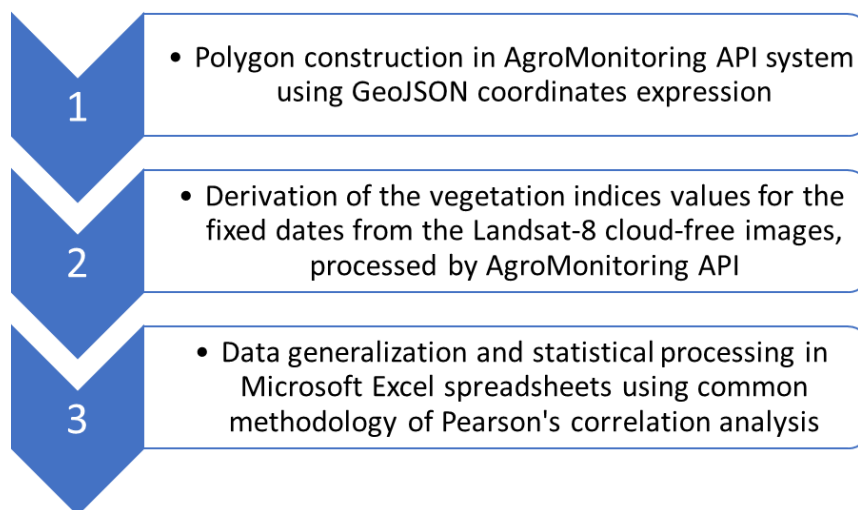 1
• Polygon construction in AgroMonitoring API system
using GeoJSON coordinates expression
2
• Derivation of the vegetation indices values for the
fixed dates from the Landsat-8 cloud-free images,
processed by AgroMonitoring API
3
• Data generalization and statistical processing in
Microsoft Excel spreadsheets using common
methodology of Pearson's correlation analysis